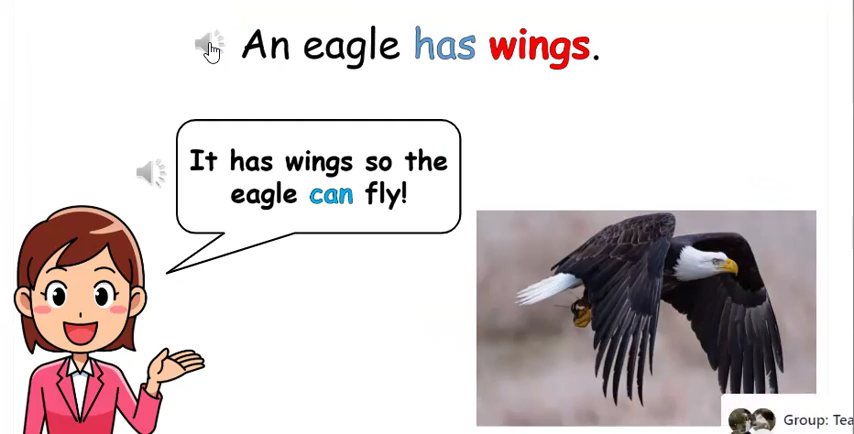 An eagle has wings.
It has wings so the
eagle can fly!
Group: Tea